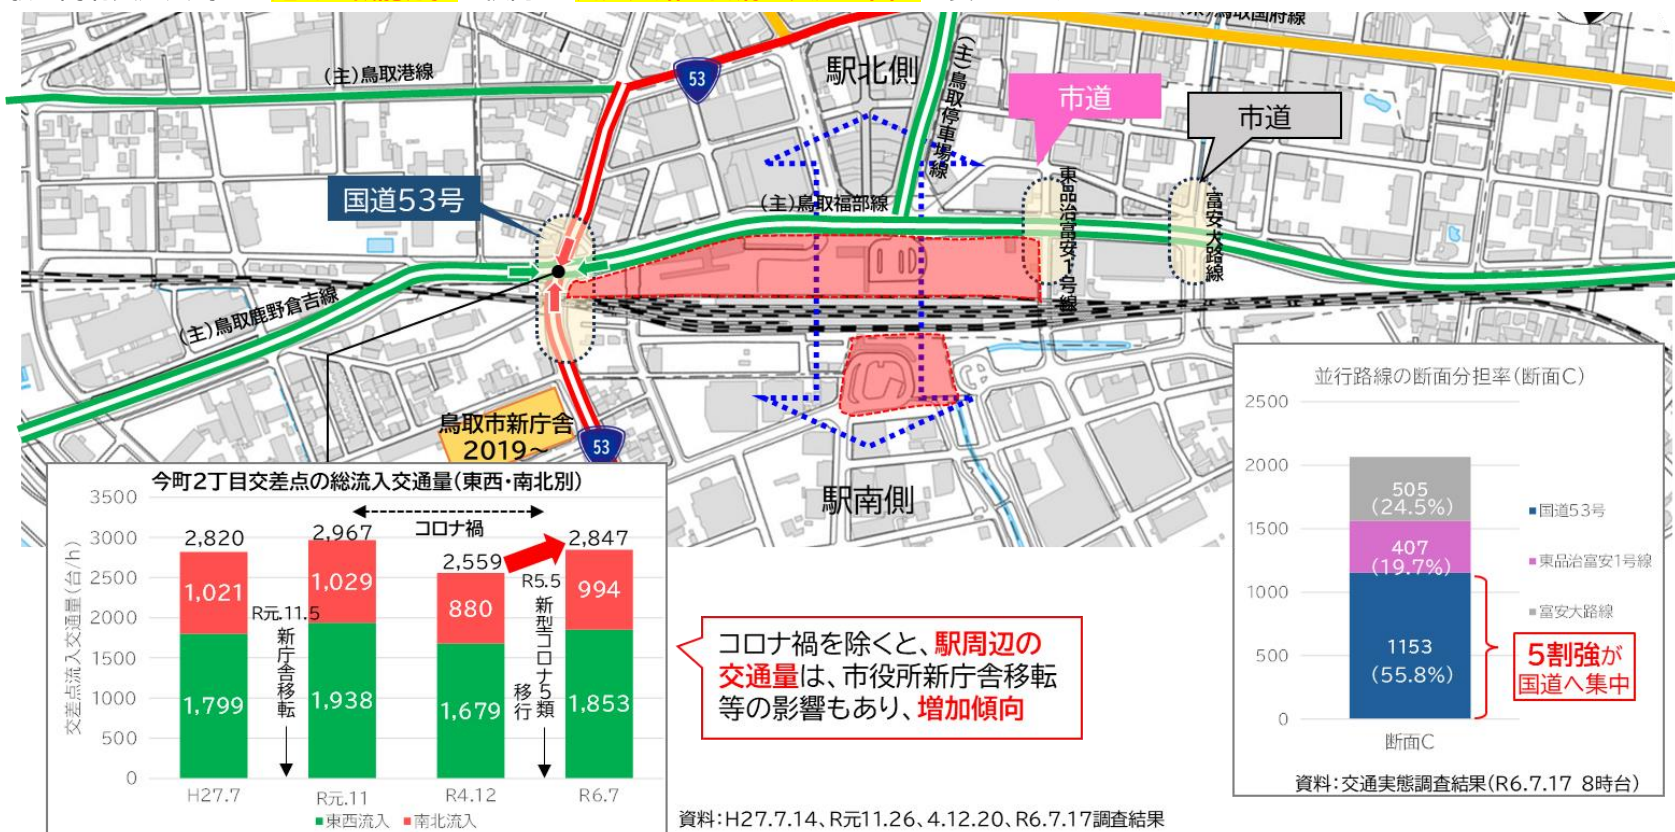 (主)鳥取港線
53
駅北側
(主)鳥取停車場線
市道
市道
国道53号
(主)鳥取福部線
東品治富安1号線
富安大路線
(主)鳥取鹿野倉吉線
鳥取市新庁舎
2019~
53
駅南側
今町2丁目交差点の総流入交通量(東西・南北別)
交差点流入交通量(台/h)
3500
3000
2500
2000
1500
1000
500
0
コロナ禍
2,820
2,967
2,559
2,847
1,021
1,029
880
994
1,799
1,938
1,679
1,853
R元.11.5
新庁舎移転
R5.5
新型コロナ5類
移行
H27.7
R元.11
R4.12
R6.7
■東西流入 ■南北流入
資料:H27.7.14、R元11.26、4.12.20、R6.7.17調査結果
コロナ禍を除くと、駅周辺の
交通量は、市役所新庁舎移転
等の影響もあり、増加傾向
並行路線の断面分担率(断面C)
2500
2000
1500
1000
500
0
505
(24.5%)
407
(19.7%)
1153
(55.8%)
断面C
■国道53号
■東品治富安1号線
■富安大路線
5割強が
国道へ集中
資料:交通実態調査結果(R6.7.17 8時台)